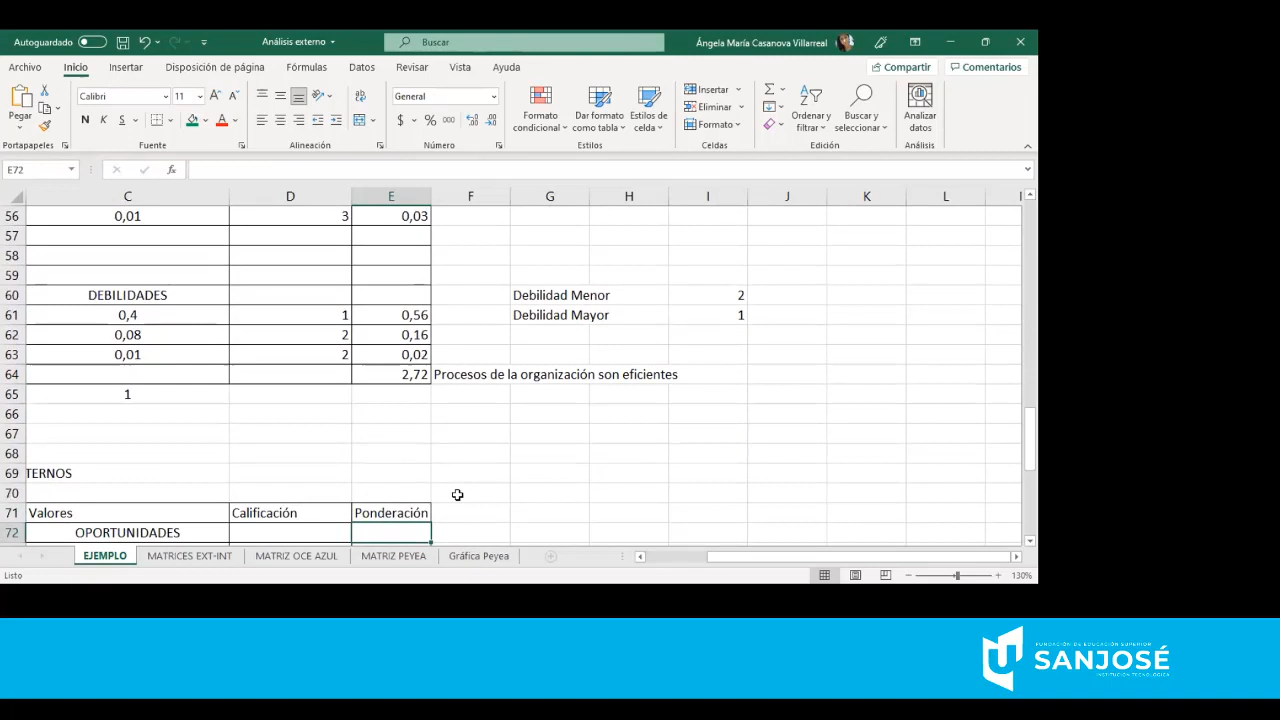 Autoguardado
Análisis externo
Buscar
Ángela María Casanova Villarreal
Archivo Inicio Insertar Disposición de página Fórmulas Datos Revisar Vista Ayuda Compartir Comentarios
Pegar
Calibri 11
N K S
General
$ % 000
Formato condicional
Dar formato como tabla
Estilos de celda
Insertar
Eliminar
Formato
Ordenar y filtrar
Buscar y seleccionar
Analizar datos
Portapapeles Fuente Alineación Número Estilos Celdas Edición Análisis
E72 fx
C D E F G H I J K L
56 0,01 3 0,03
57
58
59
60 DEBILIDADES Debilidad Menor 2
61 0,4 1 0,56 Debilidad Mayor 1
62 0,08 2 0,16
63 0,01 2 0,02
64 2,72 Procesos de la organización son eficientes
65 1
66
67
68
69 TERNOS
70
71 Valores Calificación Ponderación
72 OPORTUNIDADES
EJEMPLO MATRICES EXT-INT MATRIZ OCE AZUL MATRIZ PEYEA Gráfica Peyea
Listo 130%
FUNDACIÓN DE EDUCACIÓN SUPERIOR
SANJOSÉ
INSTITUCIÓN TECNOLÓGICA